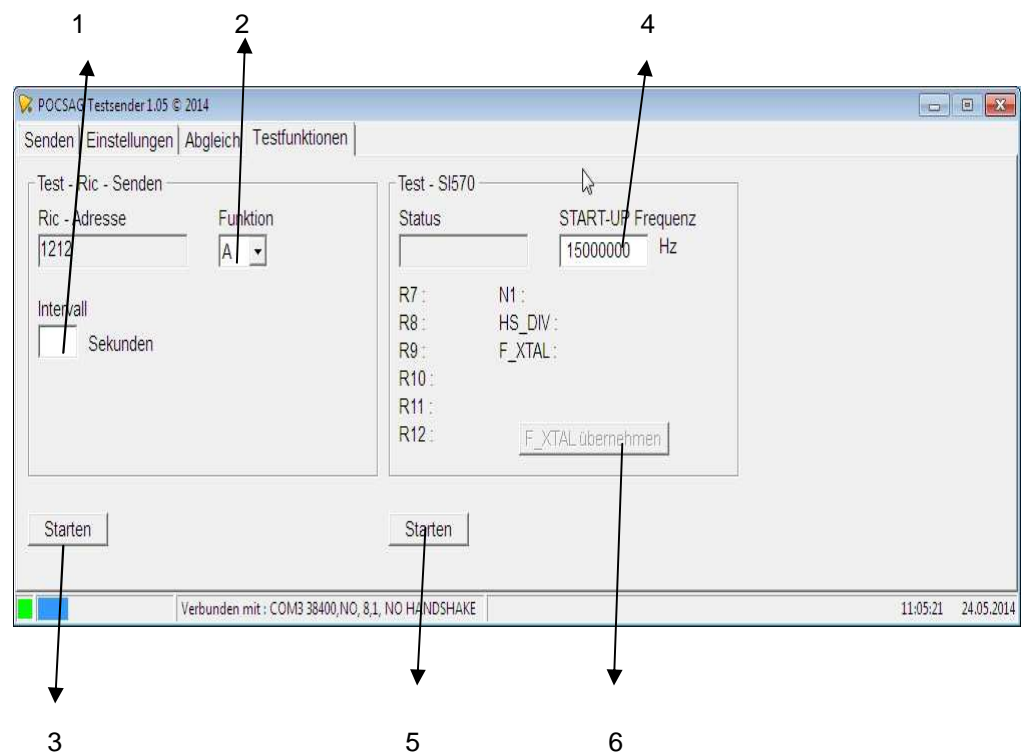 1 2 4
POCSAG Testsender 1.05 © 2014
Senden Einstellungen Abgleich Testfunktionen
Test - Ric - Senden
Ric - Adresse Funktion
1212 A
Intervall
Sekunden
Test - SI570
Status START-UP Frequenz
15000000 Hz
R7 : N1 :
R8 : HS_DIV :
R9 : F_XTAL :
R10 :
R11 :
R12 : F_XTAL übernehmen
Starten Starten
Verbunden mit : COM3 38400,NO, 8,1, NO HANDSHAKE 11:05:21 24.05.2014
3 5 6